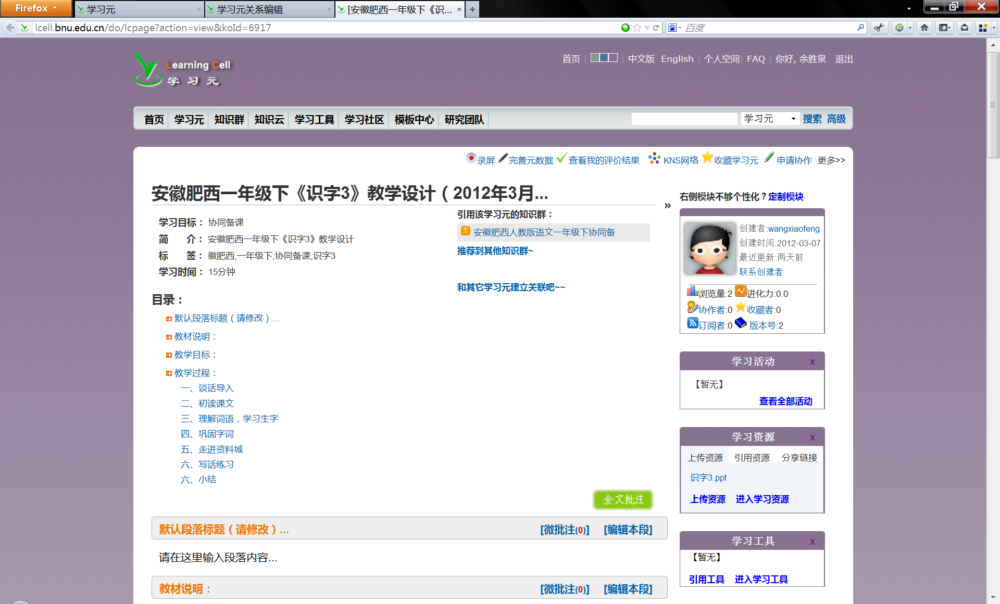 Firefox
学习元
学习元关系编辑
[安徽肥西一年级下《识...
lcell.bnu.edu.cn/do/lcpage?action=view&koId=6917
百度
Learning Cell
学 习 元
首页 | 中文版 English | 个人空间 | FAQ | 你好, 余胜泉 退出
首页 学习元 知识群 知识云 学习工具 学习社区 模板中心 研究团队
学习元 搜索 高级
录屏 完善元数据 查看我的评价结果 KNS网络 收藏学习元 申请协作 更多>>
安徽肥西一年级下《识字3》教学设计（2012年3月...
学习目标： 协同备课
简 介： 安徽肥西一年级下《识字3》教学设计
标 签： 徽肥西,一年级下,协同备课,识字3
学习时间： 15分钟
引用该学习元的知识群：
1 安徽肥西人教版语文一年级下协同备
推荐到其他知识群~
和其它学习元建立关联吧~~
目录：
默认段落标题（请修改）...
教材说明：
教学目标：
教学过程：
一、谈话导入
二、初读课文
三、理解词语，学习生字
四、巩固字词
五、走进资料城
六、写话练习
六、小结
全文批注
默认段落标题（请修改）... [微批注(0)] [编辑本段]
请在这里输入段落内容...
教材说明： [微批注(0)] [编辑本段]
»
右侧模块不够个性化？定制模块
创建者:wangxiaofeng
创建时间:2012-03-07
最近更新:两天前
联系创建者
浏览量:2 进化力:0.0
协作者:0 收藏者:0
订阅者:0 版本号:2
学习活动 x
【暂无】
查看全部活动
学习资源 x
上传资源 引用资源 分享链接
识字3.ppt
上传资源 进入学习资源
学习工具 x
【暂无】
引用工具 进入学习工具